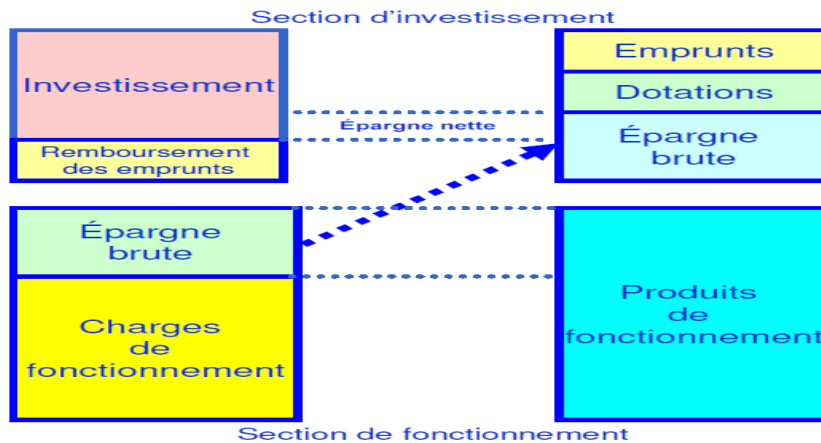 Section d'investissement
Investissement
Remboursement
des emprunts
Épargne nette
Emprunts
Dotations
Épargne
brute
Épargne
brute
Charges
de
fonctionnement
Produits
de
fonctionnement
Section de fonctionnement